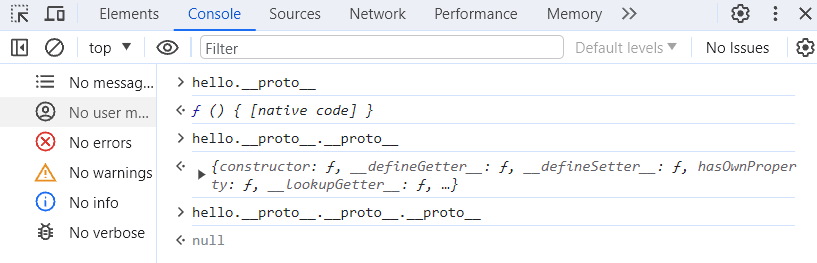 Elements Console Sources Network Performance Memory
top Filter Default levels No Issues
No messag...
No user m...
No errors
No warnings
No info
No verbose
hello.__proto__
ƒ () { [native code] }
hello.__proto__.__proto__
{constructor: ƒ, __defineGetter__: ƒ, __defineSetter__: ƒ, hasOwnPrope
rty: ƒ, __lookupGetter__: ƒ, …}
hello.__proto__.__proto__.__proto__
null